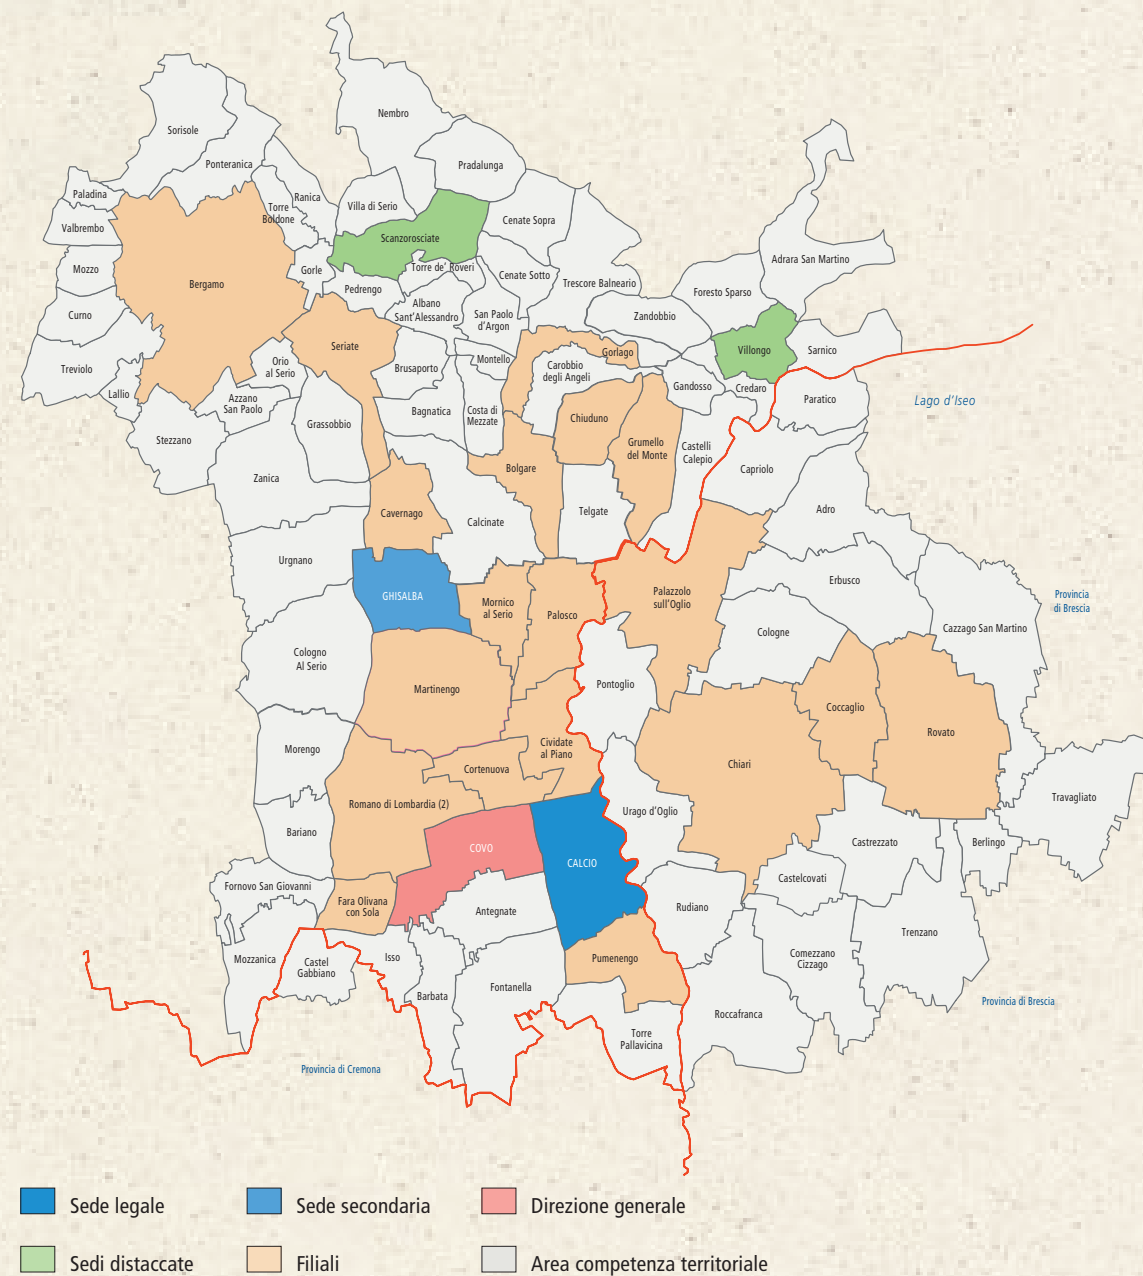 Nembro
Sorisole
Ponteranica
Pradalunga
Paladina
Ranica
Villa di Serio
Torre
Boldone
Valbrembo
Cenate Sopra
Scanzorosciate
Adrara San Martino
Mozzo
Gorle
Torre de’ Roveri
Cenate Sotto
Trescore Balneario
Bergamo
Pedrengo
Foresto Sparso
Albano
Sant’Alessandro
San Paolo
d’Argon
Zandobbio
Curno
Seriate
Villongo
Sarnico
Gorlago
Montello
Treviolo
Orio
al Serio
Brusaporto
Carobbio
degli Angeli
Gandosso
Credaro
Lallio
Azzano
San Paolo
Paratico
Lago d’Iseo
Bagnatica
Costa di
Mezzate
Chiuduno
Grassobbio
Stezzano
Grumello
del Monte
Castelli
Calepio
Bolgare
Capriolo
Zanica
Cavernago
Telgate
Adro
Calcinate
Urgnano
Erbusco
GHISALBA
Mornico
al Serio
Palosco
Palazzolo
sull’Oglio
Provincia
di Brescia
Cologne
Cazzago San Martino
Cologno
Al Serio
Martinengo
Pontoglio
Coccaglio
Rovato
Morengo
Cividate
al Piano
Cortenuova
Chiari
Romano di Lombardia (2)
Urago d’Oglio
Travagliato
Bariano
COVO
CALCIO
Castrezzato
Berlingo
Fornovo San Giovanni
Castelcovati
Fara Olivana
con Sola
Antegnate
Rudiano
Trenzano
Mozzanica
Castel
Gabbiano
Isso
Pumenengo
Comezzano
Cizzago
Barbata
Fontanella
Provincia di Brescia
Roccafranca
Torre
Pallavicina
Provincia di Cremona
Sede legale
Sede secondaria
Direzione generale
Sedi distaccate
Filiali
Area competenza territoriale